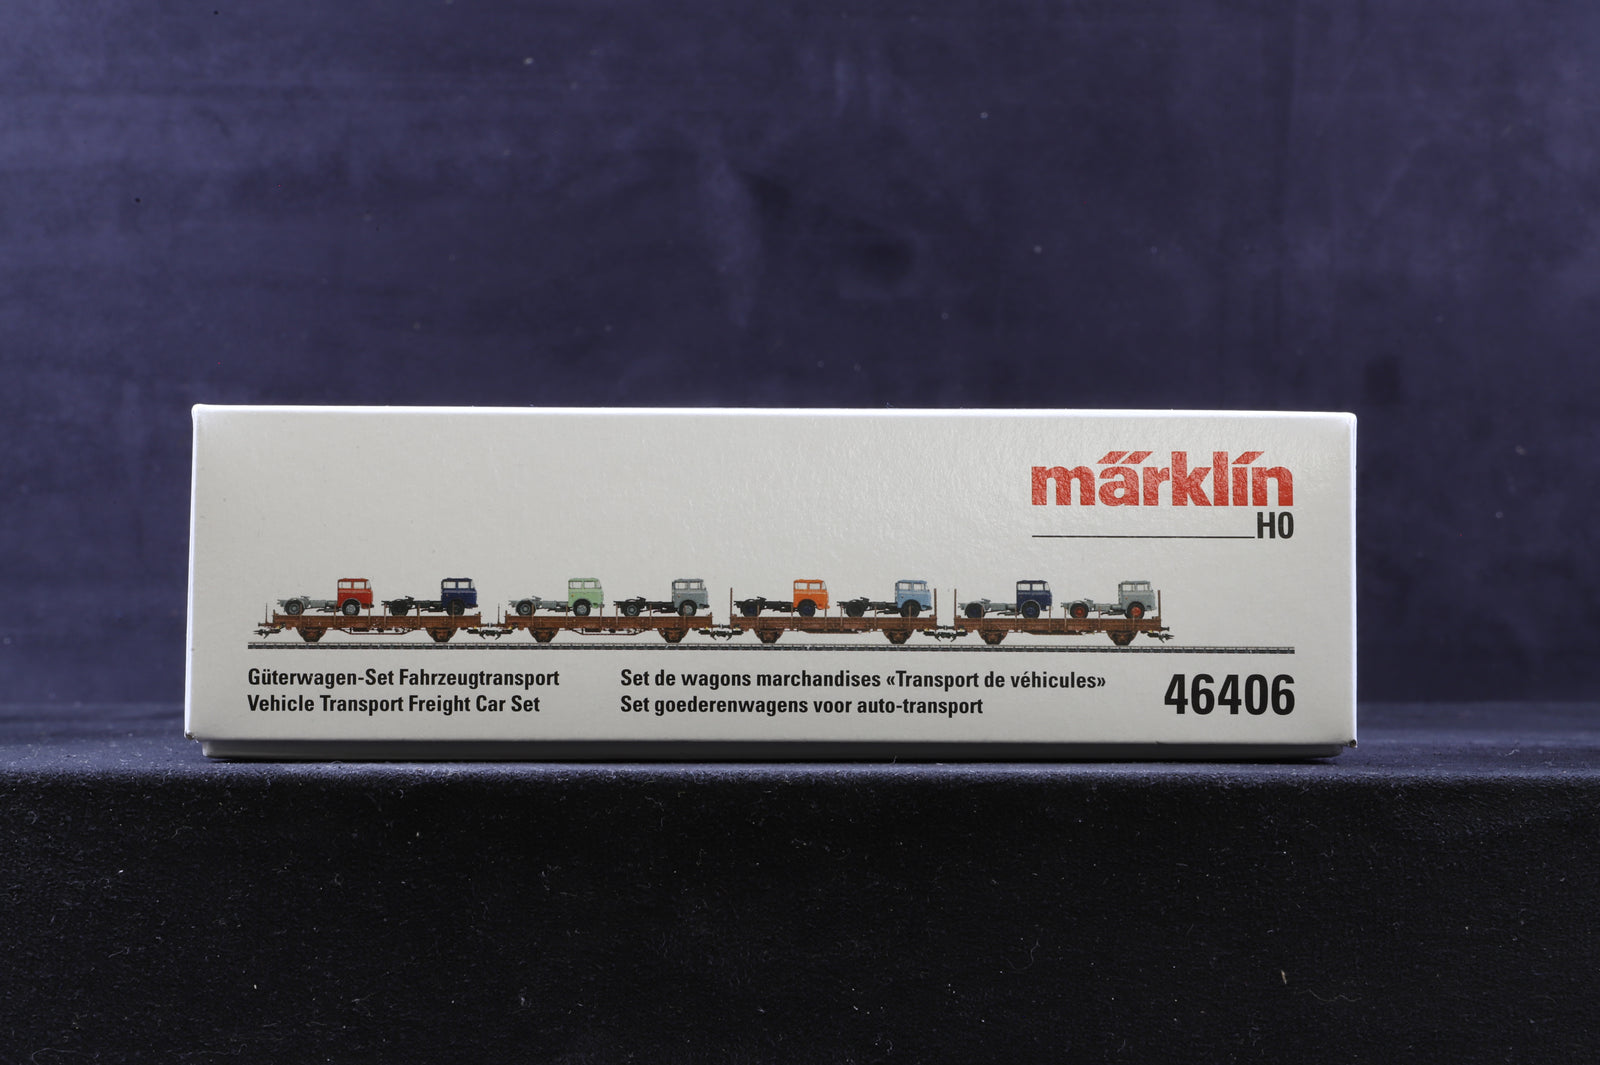 märklín
H0
Güterwagen-Set Fahrzeugtransport
Vehicle Transport Freight Car Set
Set de wagons marchandises «Transport de véhicules»
Set goederenwagens voor auto-transport
46406